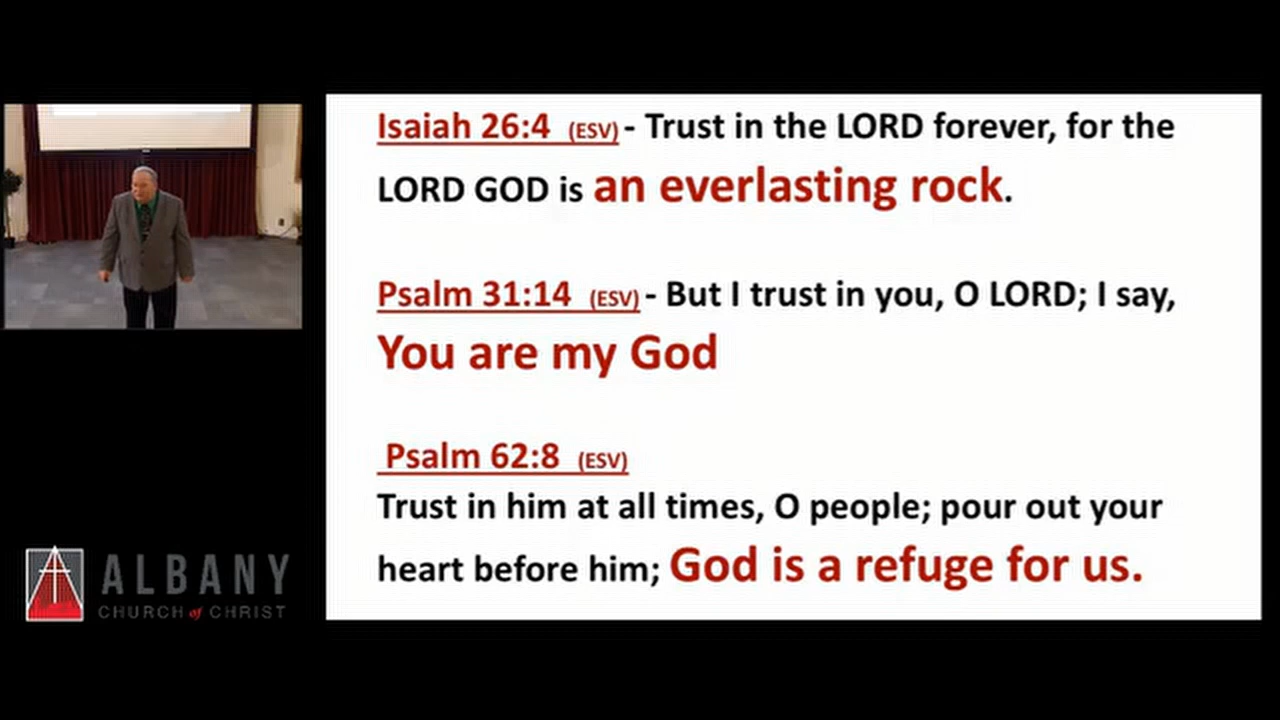 Isaiah 26:4 (ESV) - Trust in the LORD forever, for the
LORD GOD is an everlasting rock.
Psalm 31:14 (ESV) - But I trust in you, O LORD; I say,
You are my God
Psalm 62:8 (ESV)
Trust in him at all times, O people; pour out your
heart before him; God is a refuge for us.
ALBANY
CHURCH of CHRIST